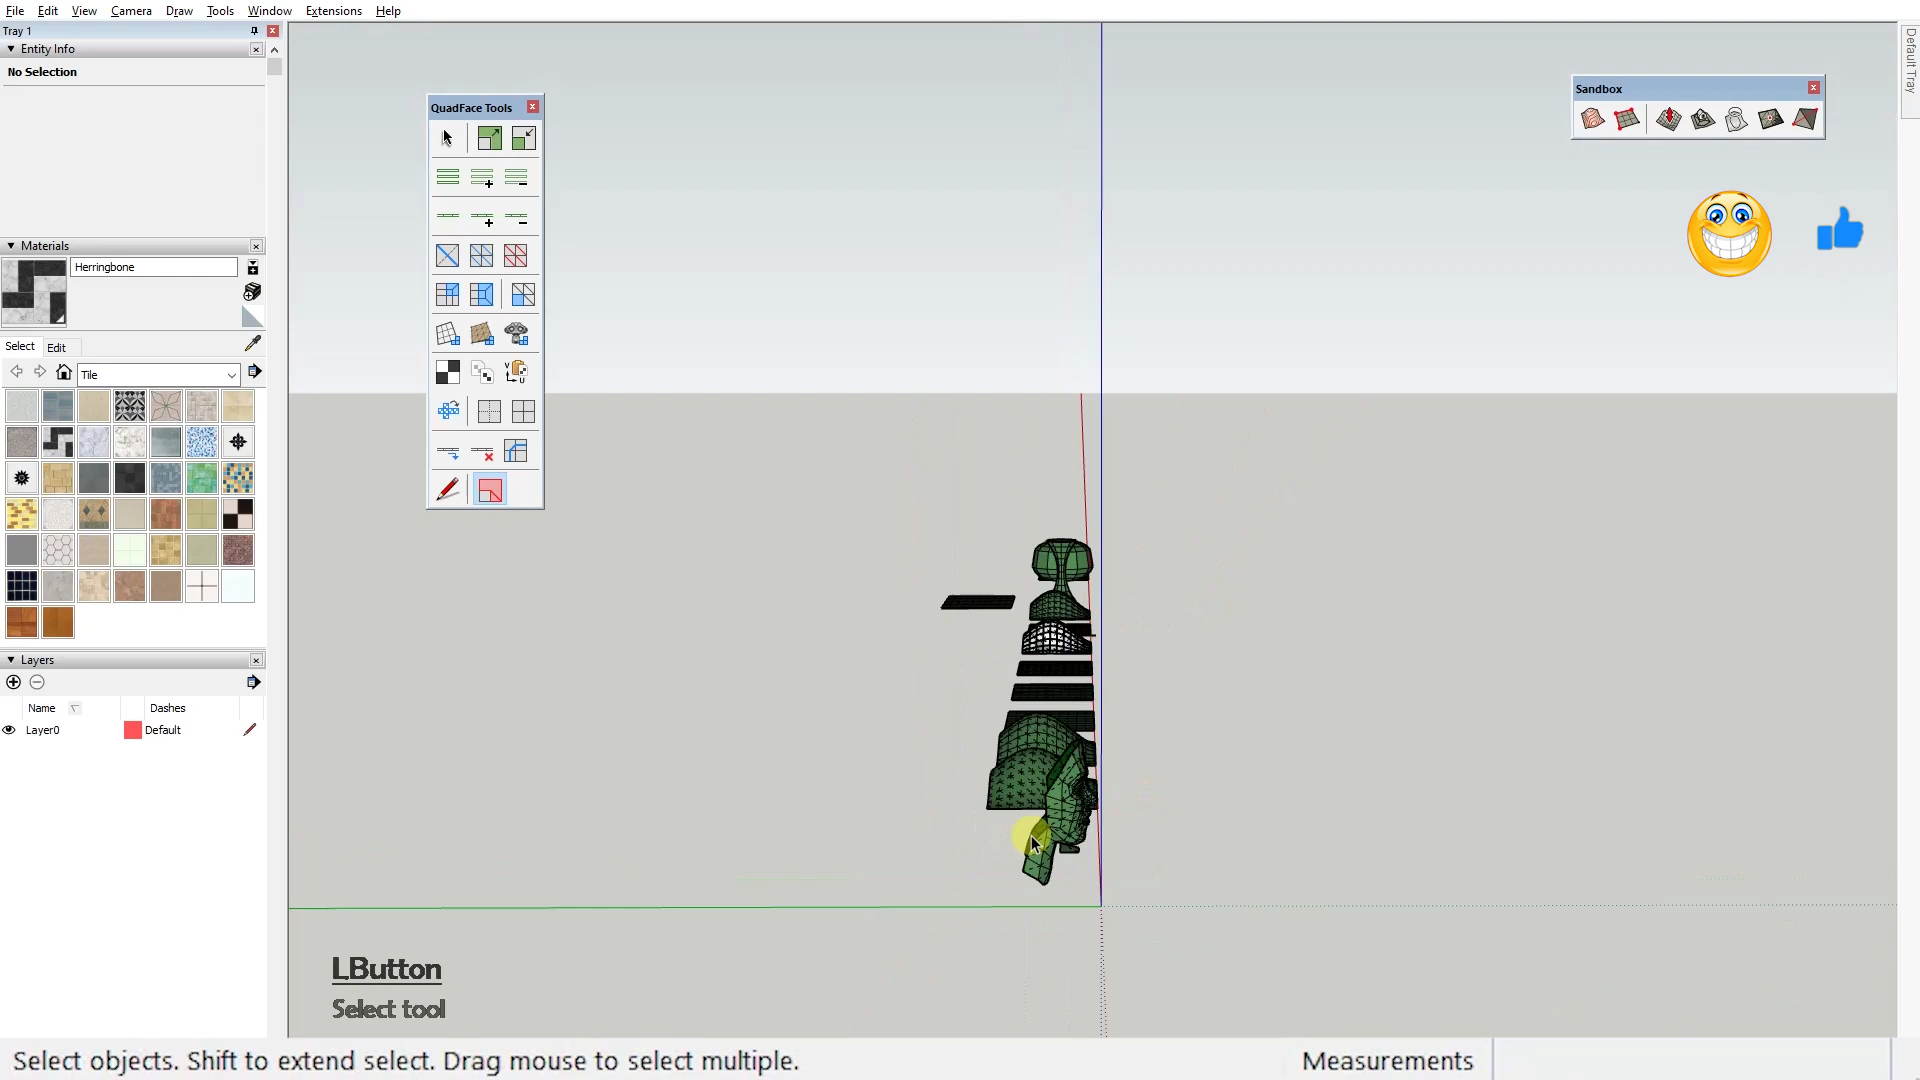 File Edit View Camera Draw Tools Window Extensions Help
Tray 1
Entity Info
No Selection
Materials
Herringbone
Select Edit
Tile
Layers
Name Dashes
Layer0 Default
QuadFace Tools
Sandbox
Default Tray
LButton
Select tool
Select objects. Shift to extend select. Drag mouse to select multiple.
Measurements